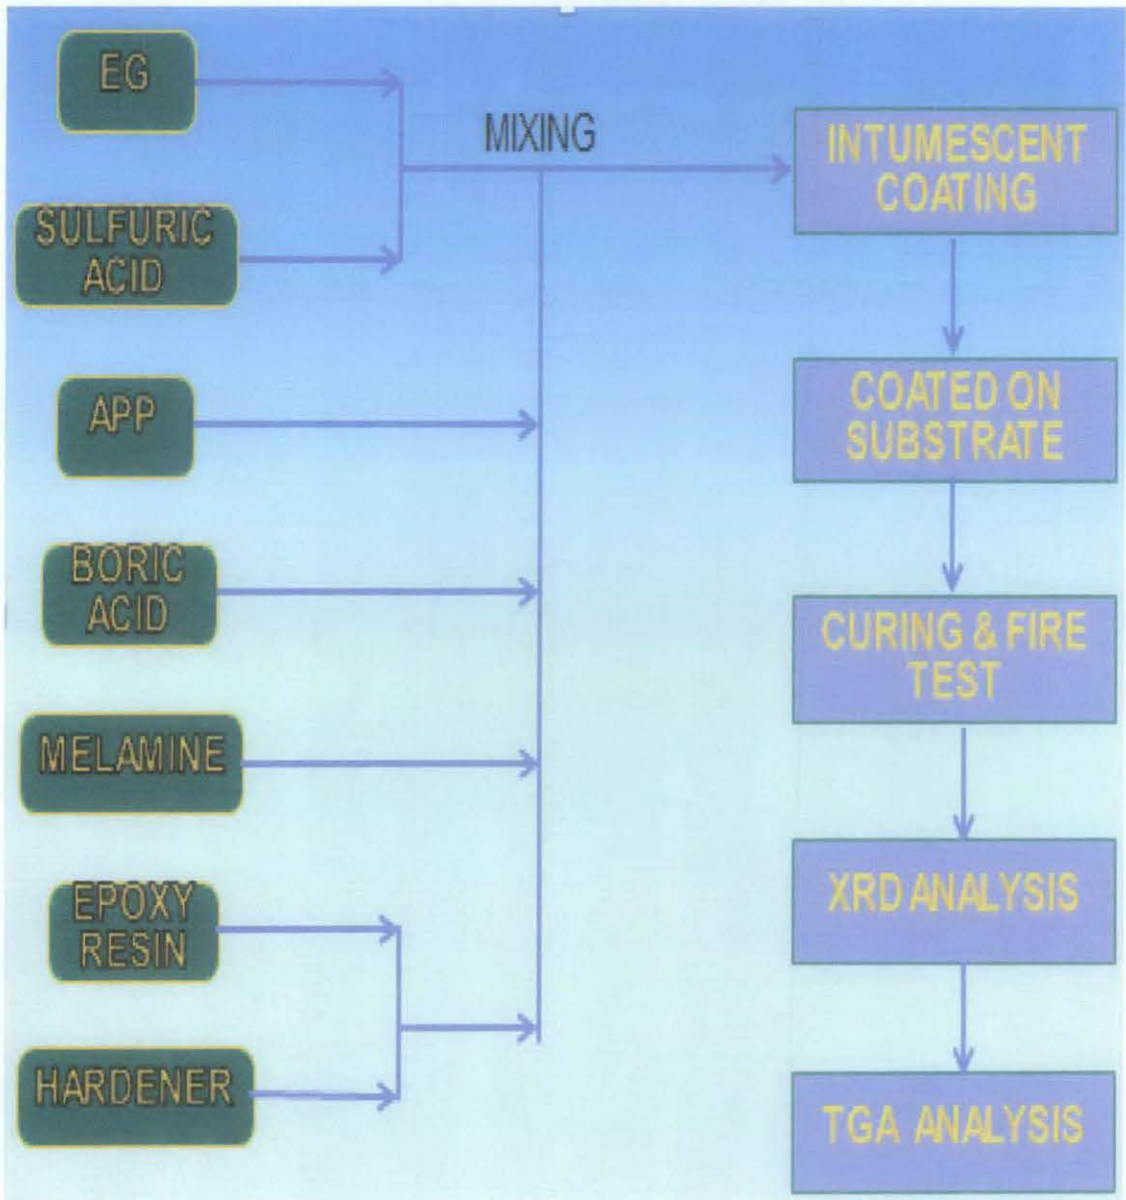 EG
SULFURIC
ACID
APP
BORIC
ACID
MELAMINE
EPOXY
RESIN
HARDENER
MIXING
INTUMESCENT
COATING
COATED ON
SUBSTRATE
CURING & FIRE
TEST
XRD ANALYSIS
TGA ANALYSIS